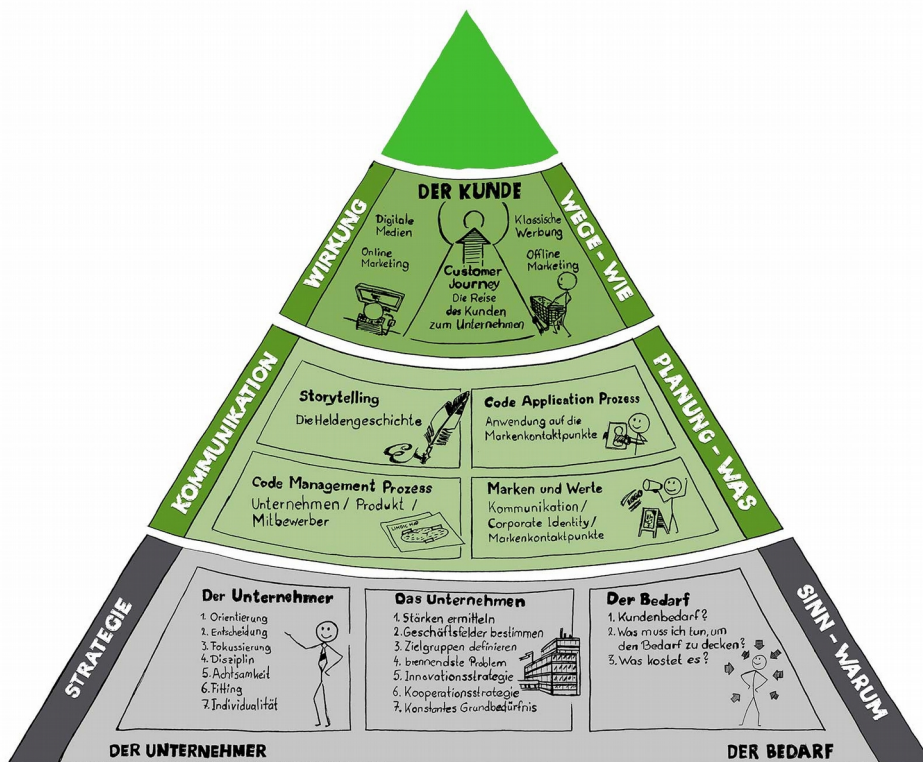 DER KUNDE
WIRKUNG
WEGE - WIE
Digitale
Medien
Online
Marketing
Klassische
Werbung
Offline
Marketing
Customer
Journey
Die Reise
des Kunden
zum Unternehmen
KOMMUNIKATION
PLANUNG - WAS
Storytelling
Die Heldengeschichte
Code Application Prozess
Anwendung auf die
Markenkontaktpunkte
Code Management Prozess
Unternehmen / Produkt /
Mitbewerber
LIMBIC MAP
Marken und Werte
Kommunikation/
Corporate Identity/
Markenkontaktpunkte
LOGO
STRATEGIE
SINN - WARUM
Der Unternehmer
1. Orientierung
2. Entscheidung
3. Fokussierung
4. Disziplin
5. Achtsamkeit
6. Fitting
7. Individualität
Das Unternehmen
1. Stärken ermitteln
2. Geschäftsfelder bestimmen
3. Zielgruppen definieren
4. brennendste Problem
5. Innovationsstrategie
6. Kooperationsstrategie
7. Konstantes Grundbedürfnis
Der Bedarf
1. Kundenbedarf?
2. Was muss ich tun, um
den Bedarf zu decken?
3. Was kostet es?
DER UNTERNEHMER
DER BEDARF